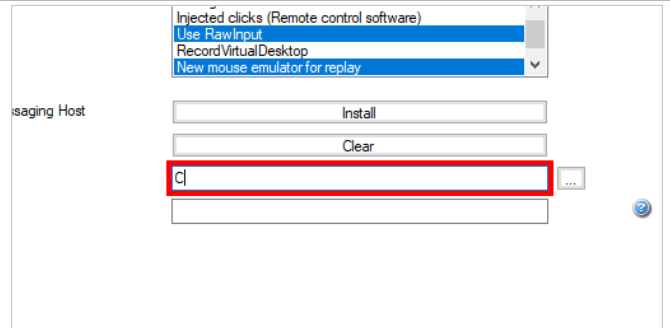 Injected clicks (Remote control software)
Use RawInput
RecordVirtualDesktop
New mouse emulator for replay
ssaging Host
Install
Clear
C
...
?